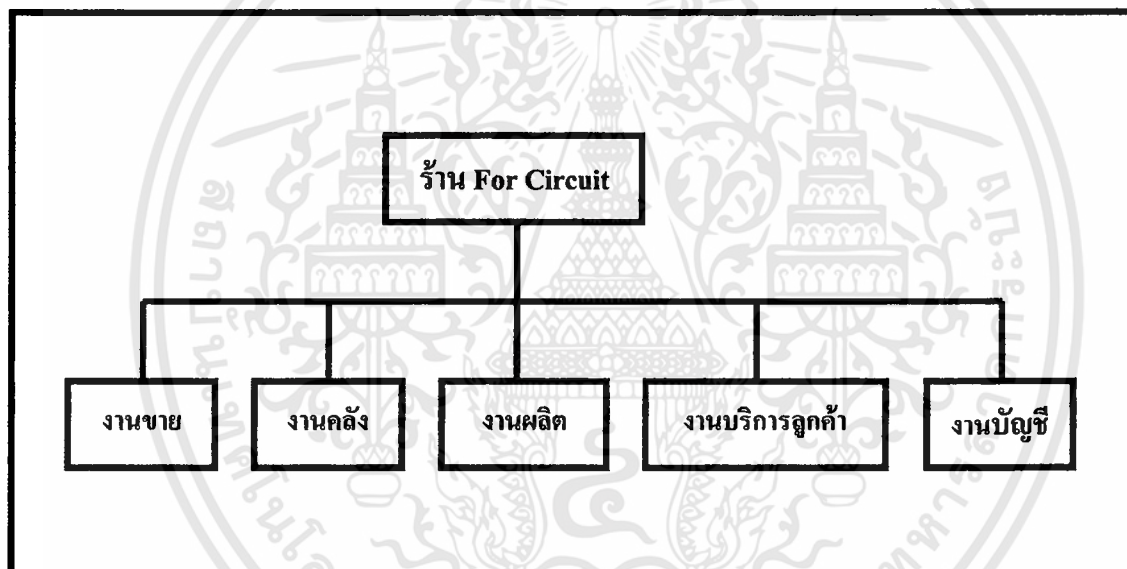 ร้าน For Circuit
งานขาย
งานคลัง
งานผลิต
งานบริการลูกค้า
งานบัญชี